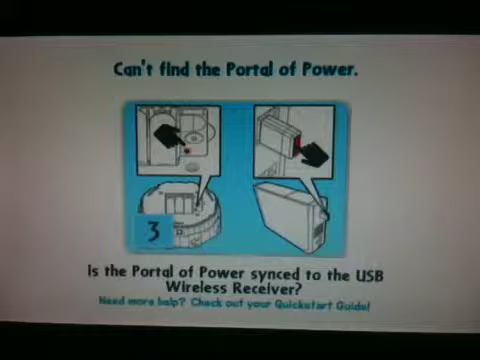 Can't find the Portal of Power.
3
Is the Portal of Power synced to the USB
Wireless Receiver?
Need more help? Check out your Quickstart Guide!